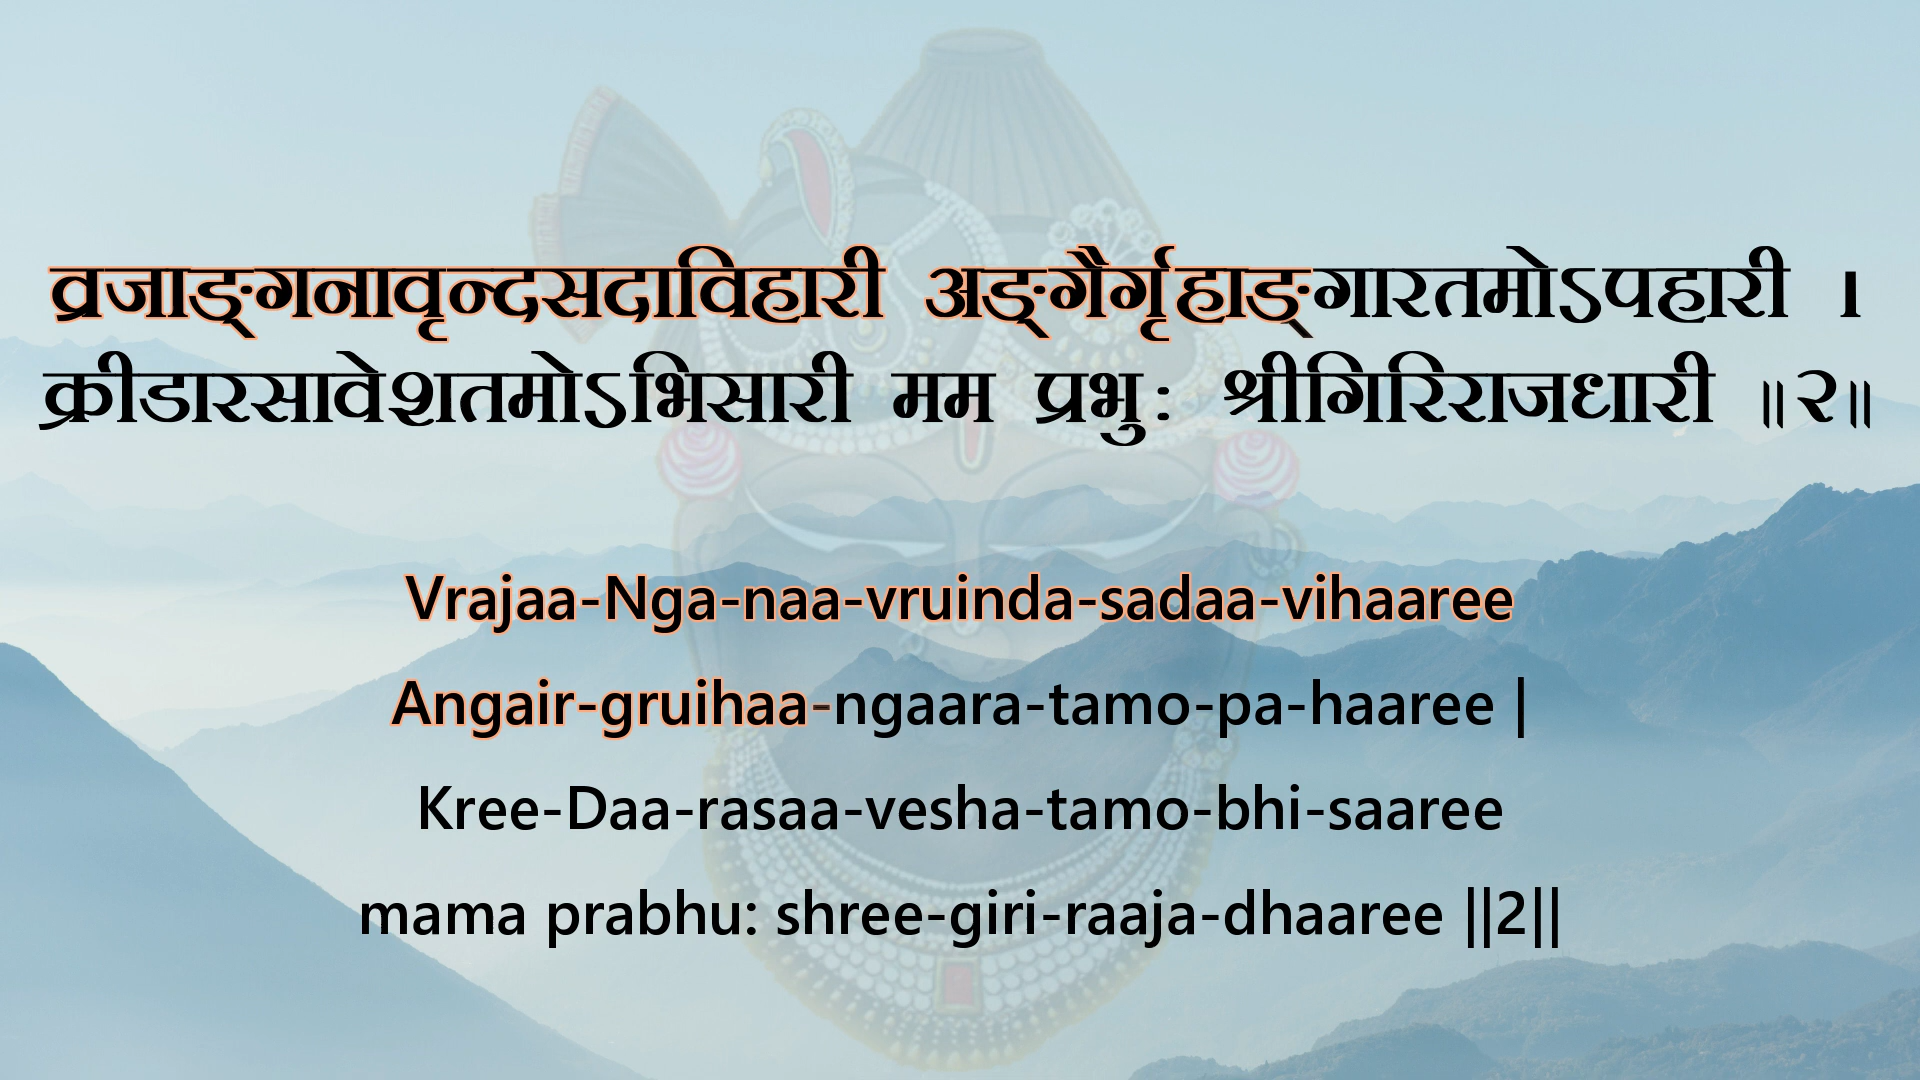 व्रजाङ्गनावृन्दसदाविहारी अङ्गैर्गृहाङ्गारतमोऽपहारी ।
क्रीडारसावेशतमोऽभिसारी मम प्रभुः श्रीगिरिराजधारी ॥२॥
Vrajaa-Nga-naa-vruinda-sadaa-vihaaree
Angair-gruihaa-ngaara-tamo-pa-haaree |
Kree-Daa-rasaa-vesha-tamo-bhi-saaree
mama prabhu: shree-giri-raaja-dhaaree ||2||